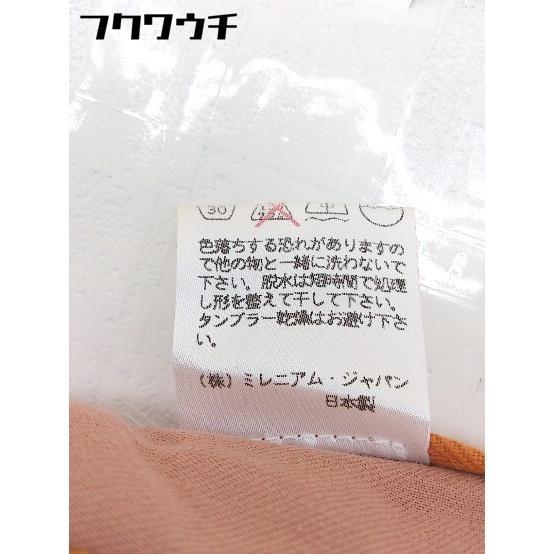 フクワウチ
30
色落ちする恐れがありますの
で他の物と一緒に洗わないで
下さい。脱水は短時間で処理
し形を整えて干して下さい。
タンブラー乾燥はお避け下さ
い。
(株)ミレニアム・ジャパン
日本製